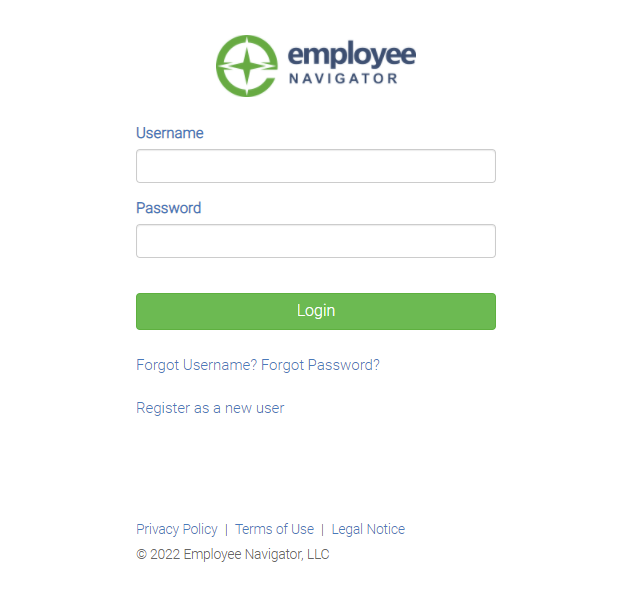 employee
NAVIGATOR
Username
Password
Login
Forgot Username? Forgot Password?
Register as a new user
Privacy Policy | Terms of Use | Legal Notice
© 2022 Employee Navigator, LLC